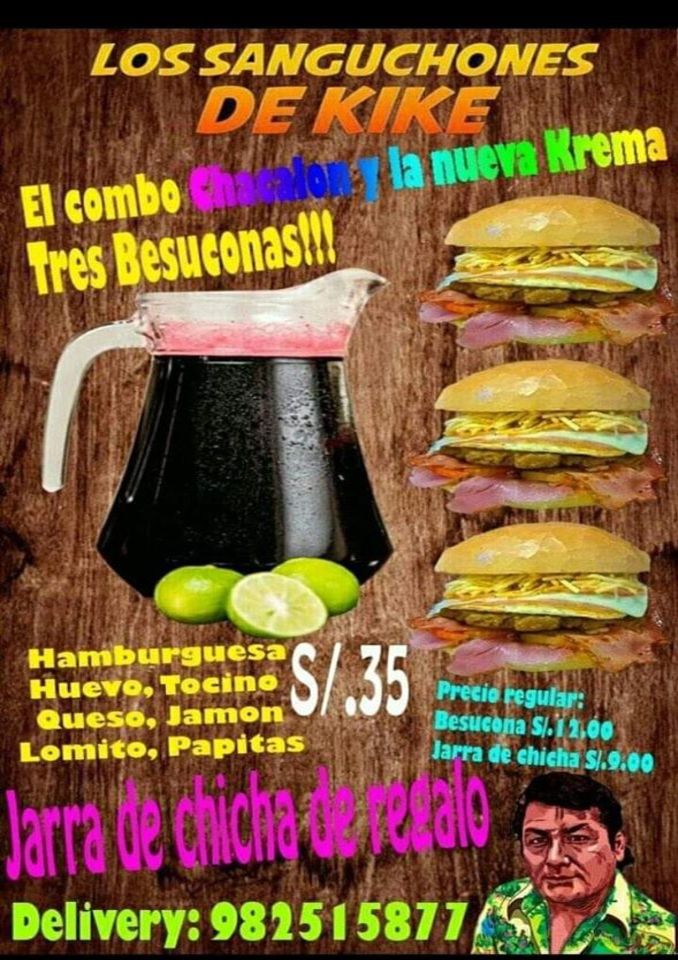 LOS SANGUCHONES
DE KIKE
El combo Chacalon y la nueva Krema
Tres Besuconas!!!
Hamburguesa
Huevo, Tocino
Queso, Jamon
Lomito, Papitas
S/.35
Precio regular:
Besucona S/.12.00
Jarra de chicha S/.9.00
Jarra de chicha de regalo
Delivery: 982515877